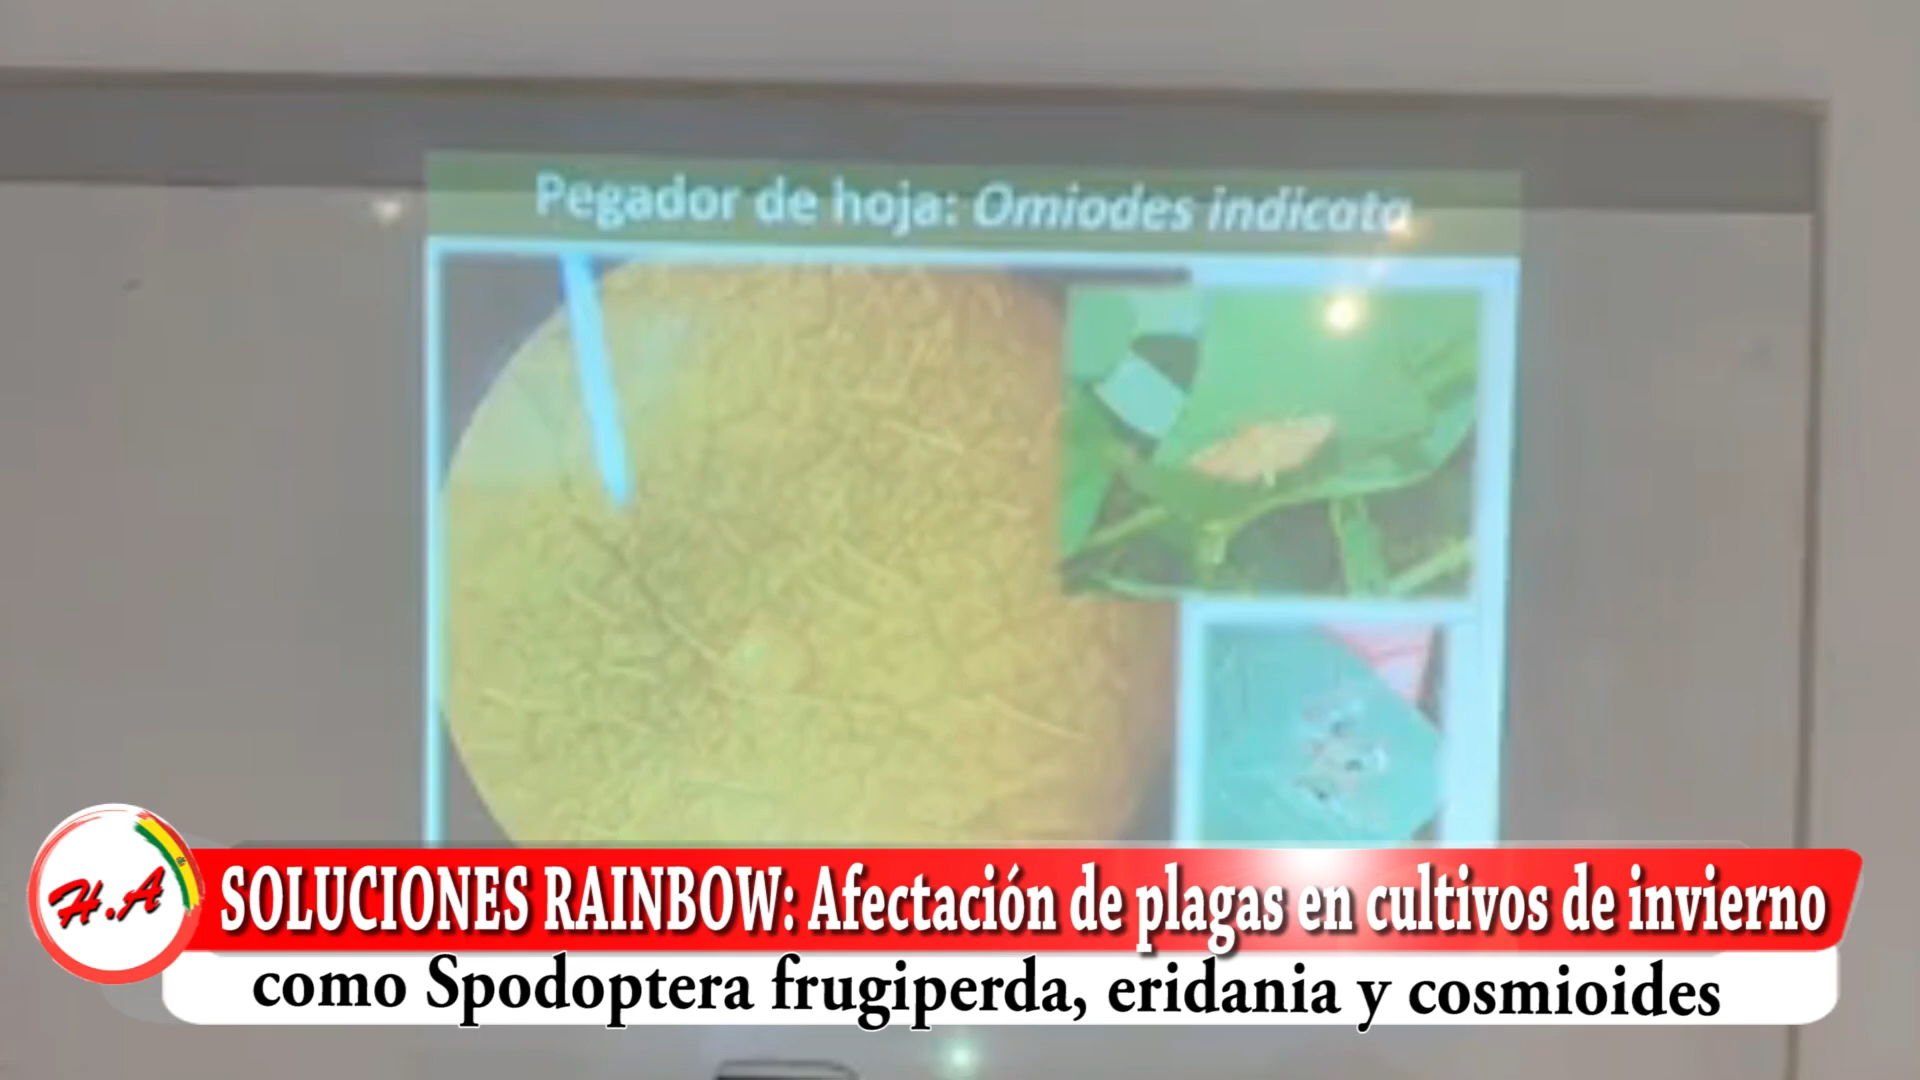 Pegador de hoja: Omiodes indicata
H.A
SOLUCIONES RAINBOW: Afectación de plagas en cultivos de invierno
como Spodoptera frugiperda, eridania y cosmioides